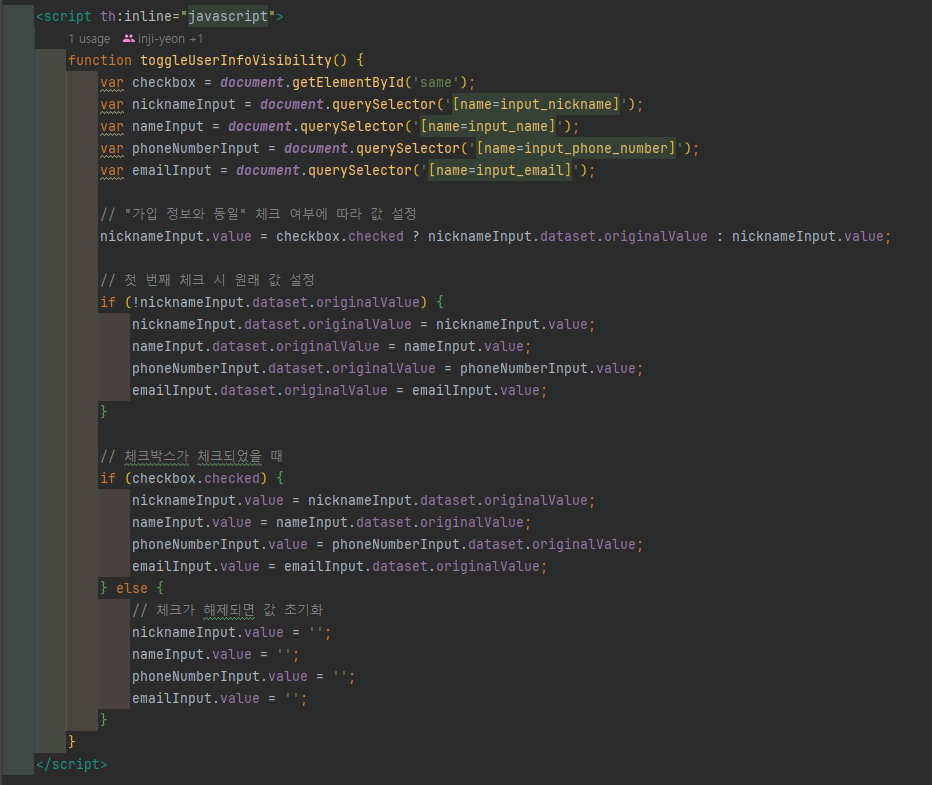 <script th:inline="javascript">
1 usage inji-yeon +1
function toggleUserInfoVisibility() {
var checkbox = document.getElementById('same');
var nicknameInput = document.querySelector('[name=input_nickname]');
var nameInput = document.querySelector('[name=input_name]');
var phoneNumberInput = document.querySelector('[name=input_phone_number]');
var emailInput = document.querySelector('[name=input_email]');
// "가입 정보와 동일" 체크 여부에 따라 값 설정
nicknameInput.value = checkbox.checked ? nicknameInput.dataset.originalValue : nicknameInput.value;
// 첫 번째 체크 시 원래 값 설정
if (!nicknameInput.dataset.originalValue) {
nicknameInput.dataset.originalValue = nicknameInput.value;
nameInput.dataset.originalValue = nameInput.value;
phoneNumberInput.dataset.originalValue = phoneNumberInput.value;
emailInput.dataset.originalValue = emailInput.value;
}
// 체크박스가 체크되었을 때
if (checkbox.checked) {
nicknameInput.value = nicknameInput.dataset.originalValue;
nameInput.value = nameInput.dataset.originalValue;
phoneNumberInput.value = phoneNumberInput.dataset.originalValue;
emailInput.value = emailInput.dataset.originalValue;
} else {
// 체크가 해제되면 값 초기화
nicknameInput.value = '';
nameInput.value = '';
phoneNumberInput.value = '';
emailInput.value = '';
}
}
</script>